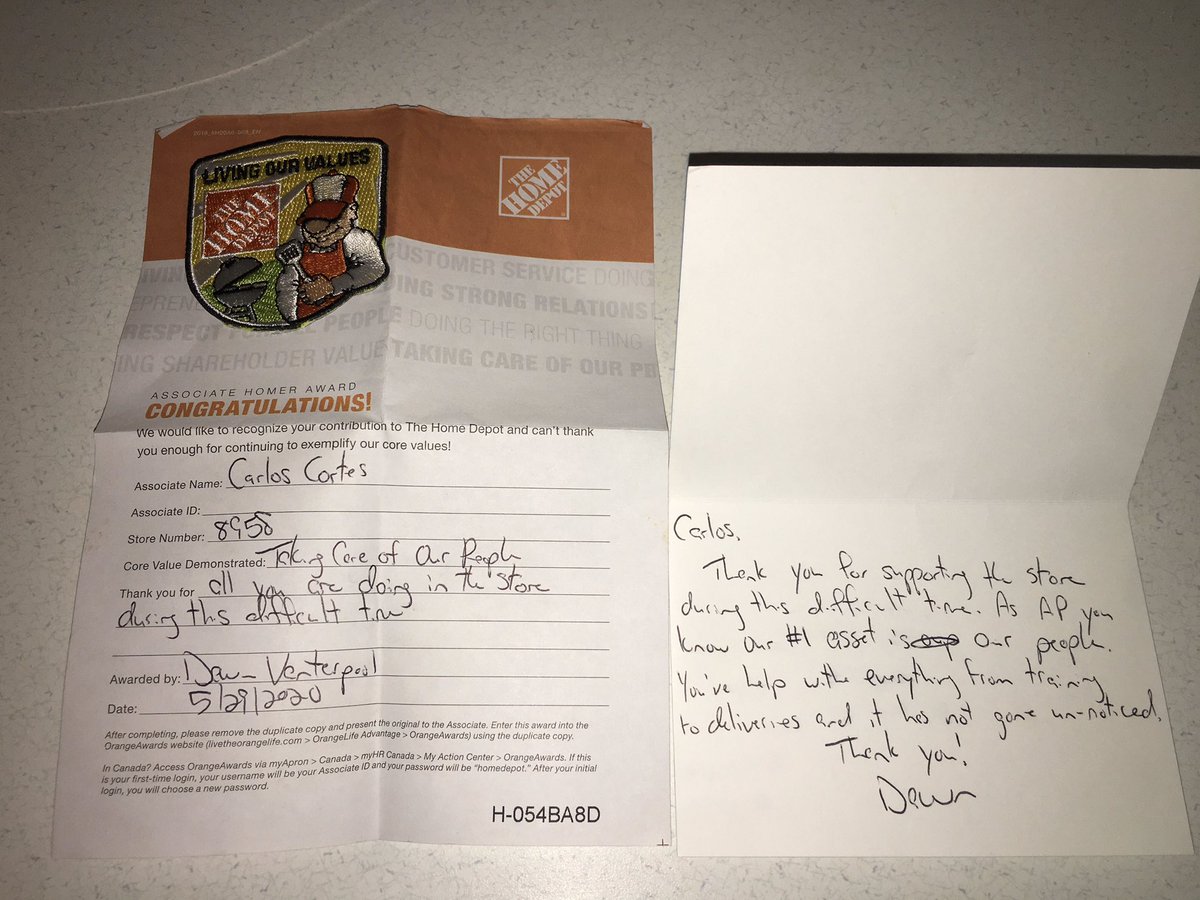 LIVING OUR VALUES
THE
HOME
DEPOT
THE
HOME
DEPOT
CUSTOMER SERVICE DOING
ING STRONG RELATIONS
RESPECT PEOPLE DOING THE RIGHT THING
ING SHAREHOLDER VALUE TAKING CARE OF OUR PE
ASSOCIATE HOMER AWARD
CONGRATULATIONS!
We would like to recognize your contribution to The Home Depot and can't thank
you enough for continuing to exemplify our core values!
Associate Name: Carlos Cortes
Associate ID:
Store Number: 8958
Core Value Demonstrated: Taking Care of Our People
Thank you for all you are doing in the store
during this difficult time
Awarded by: Dawn Venterpool
Date: 5/29/2020
After completing, please remove the duplicate copy and present the original to the Associate. Enter this award into the
OrangeAwards website (livetheorangelife.com > OrangeLife Advantage > OrangeAwards) using the duplicate copy.
In Canada? Access OrangeAwards via myApron > Canada > myHR Canada > My Action Center > OrangeAwards. If this
is your first-time login, your username will be your Associate ID and your password will be "homedepot." After your initial
login, you will choose a new password.
H-054BA8D
Carlos,
Thank you for supporting the store
during this difficult time. As AP you
know our #1 asset is our people.
You've help with everything from training
to deliveries and it has not gone un-noticed.
Thank you!
Dawn